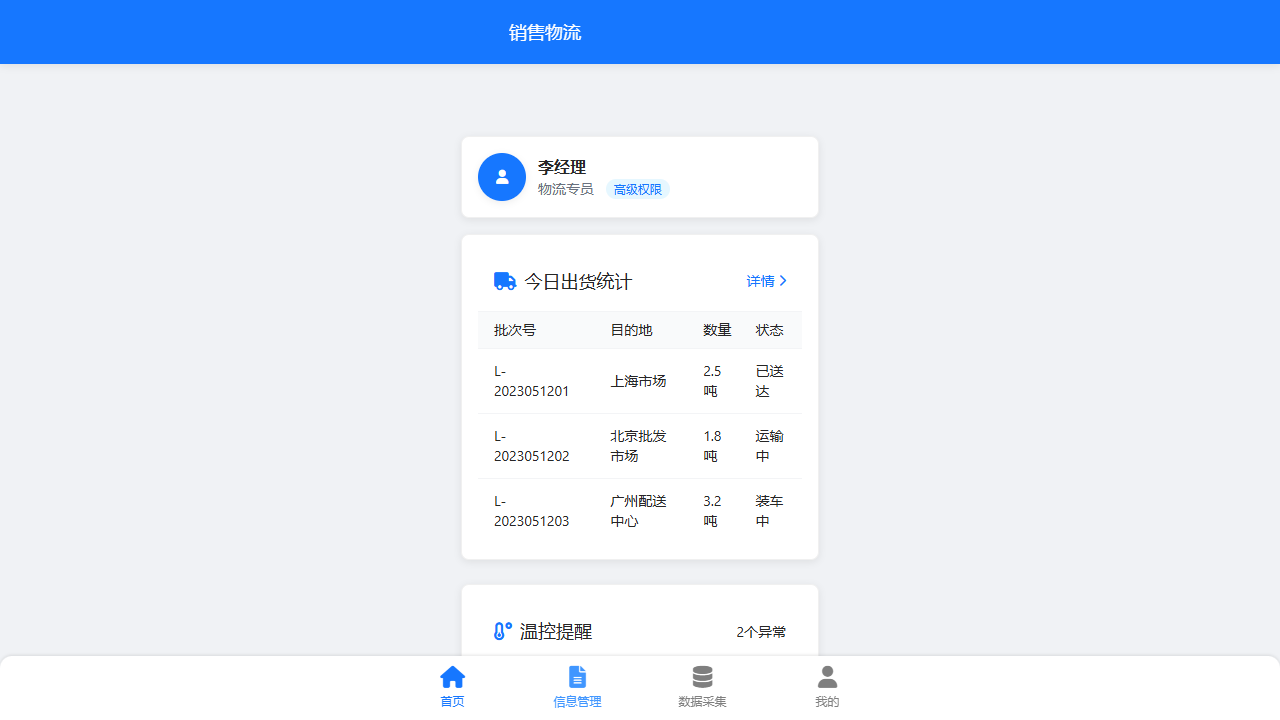 销售物流
李经理
物流专员 高级权限
今日出货统计 详情
批次号 目的地 数量 状态
L-2023051201 上海市场 2.5吨 已送达
L-2023051202 北京批发市场 1.8吨 运输中
L-2023051203 广州配送中心 3.2吨 装车中
温控提醒 2个异常
首页 信息管理 数据采集 我的